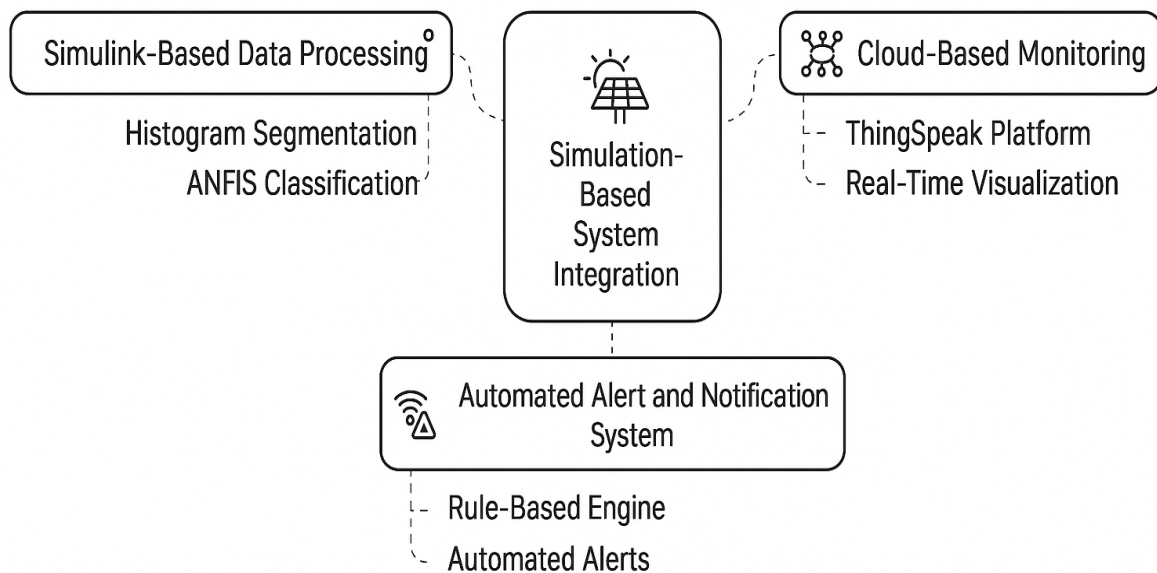 Simulink-Based Data Processing
Histogram Segmentation
ANFIS Classification
Simulation-
Based
System
Integration
Cloud-Based Monitoring
ThingSpeak Platform
Real-Time Visualization
Automated Alert and Notification
System
Rule-Based Engine
Automated Alerts